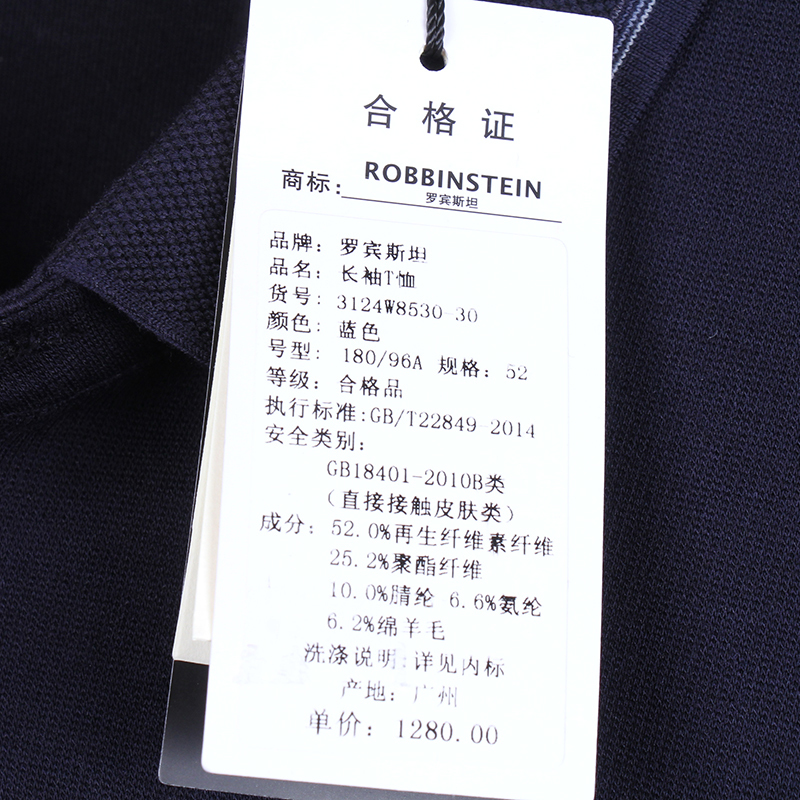 合格证
商标：ROBBINSTEIN
罗宾斯坦
品牌：罗宾斯坦
品名：长袖T恤
货号：3124W8530-30
颜色：蓝色
号型：180/96A 规格：52
等级：合格品
执行标准:GB/T22849-2014
安全类别：
GB18401-2010B类
（直接接触皮肤类）
成分：52.0%再生纤维素纤维
25.2%聚酯纤维
10.0%腈纶 6.6%氨纶
6.2%绵羊毛
洗涤说明:详见内标
产地：广州
单价：1280.00